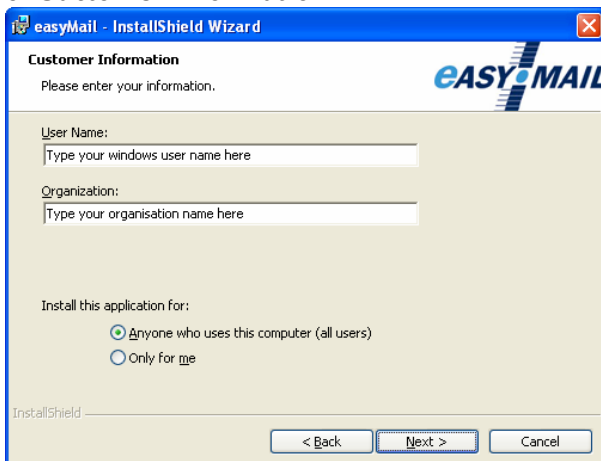 easyMail - InstallShield Wizard
Customer Information
Please enter your information.
eASY MAIL
User Name:
Type your windows user name here
Organization:
Type your organisation name here
Install this application for:
Anyone who uses this computer (all users)
Only for me
InstallShield
< Back Next > Cancel